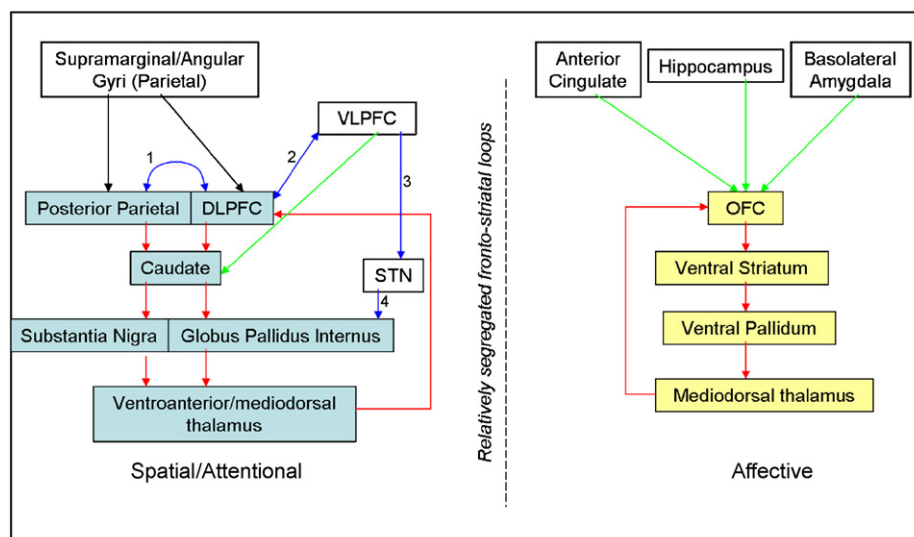 Supramarginal/Angular
Gyri (Parietal)
VLPFC
1
2
3
Posterior Parietal
DLPFC
Caudate
STN
4
Substantia Nigra
Globus Pallidus Internus
Ventroanterior/mediodorsal
thalamus
Spatial/Attentional
Relatively segregated fronto-striatal loops
Anterior
Cingulate
Hippocampus
Basolateral
Amygdala
OFC
Ventral Striatum
Ventral Pallidum
Mediodorsal thalamus
Affective